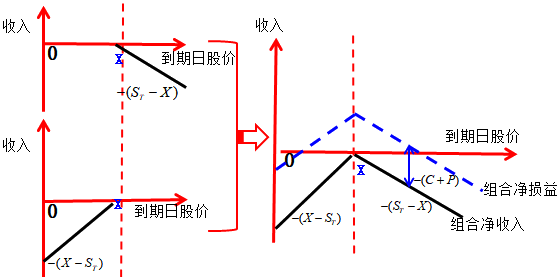 收入
0
X
到期日股价
-(S_T - X)
收入
0
X
到期日股价
-(X - S_T)
收入
0
X
到期日股价
-(C + P)
组合净损益
-(X - S_T)
-(S_T - X)
组合净收入